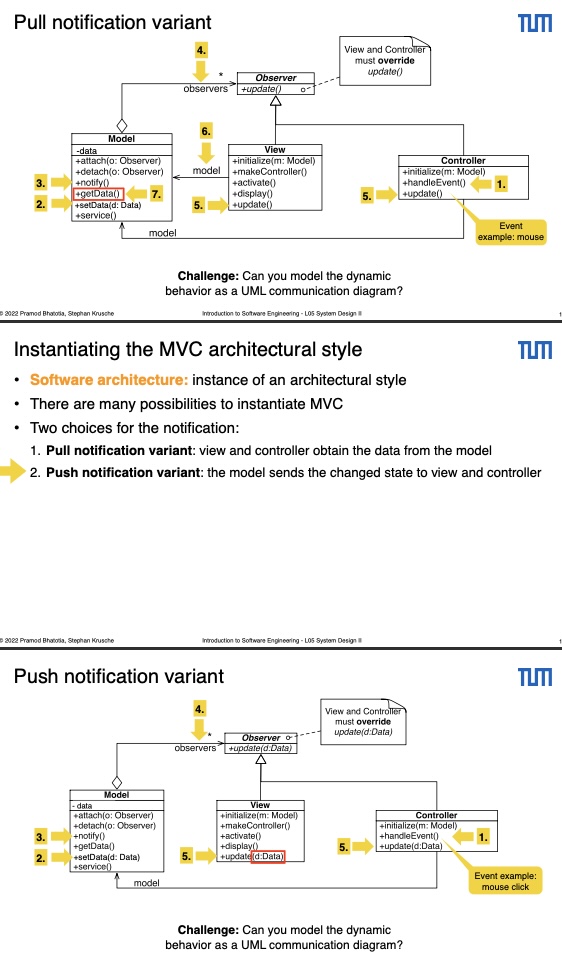 Pull notification variant
TUM
4.
View and Controller
must override
update()
*
observers
Observer
+update()
6.
Model
-data
+attach(o: Observer)
+detach(o: Observer)
3.
+notify()
+getData()
7.
2.
+setData(d: Data)
+service()
model
View
+initialize(m: Model)
+makeController()
+activate()
+display()
5.
+update()
Controller
+initialize(m: Model)
+handleEvent()
1.
5.
+update()
Event
example: mouse
model
Challenge: Can you model the dynamic
behavior as a UML communication diagram?
© 2022 Pramod Bhatotia, Stephan Krusche
Introduction to Software Engineering - L05 System Design II
1
Instantiating the MVC architectural style
TUM
• Software architecture: instance of an architectural style
• There are many possibilities to instantiate MVC
• Two choices for the notification:
1. Pull notification variant: view and controller obtain the data from the model
2. Push notification variant: the model sends the changed state to view and controller
© 2022 Pramod Bhatotia, Stephan Krusche
Introduction to Software Engineering - L05 System Design II
1
Push notification variant
TUM
4.
View and Controller
must override
update(d:Data)
*
observers
Observer
+update(d:Data)
Model
- data
+attach(o: Observer)
+detach(o: Observer)
3.
+notify()
+getData()
2.
+setData(d: Data)
+service()
View
+initialize(m: Model)
+makeController()
+activate()
+display()
5.
+update(d:Data)
Controller
+initialize(m: Model)
+handleEvent()
1.
5.
+update(d:Data)
Event example:
mouse click
model
Challenge: Can you model the dynamic
behavior as a UML communication diagram?